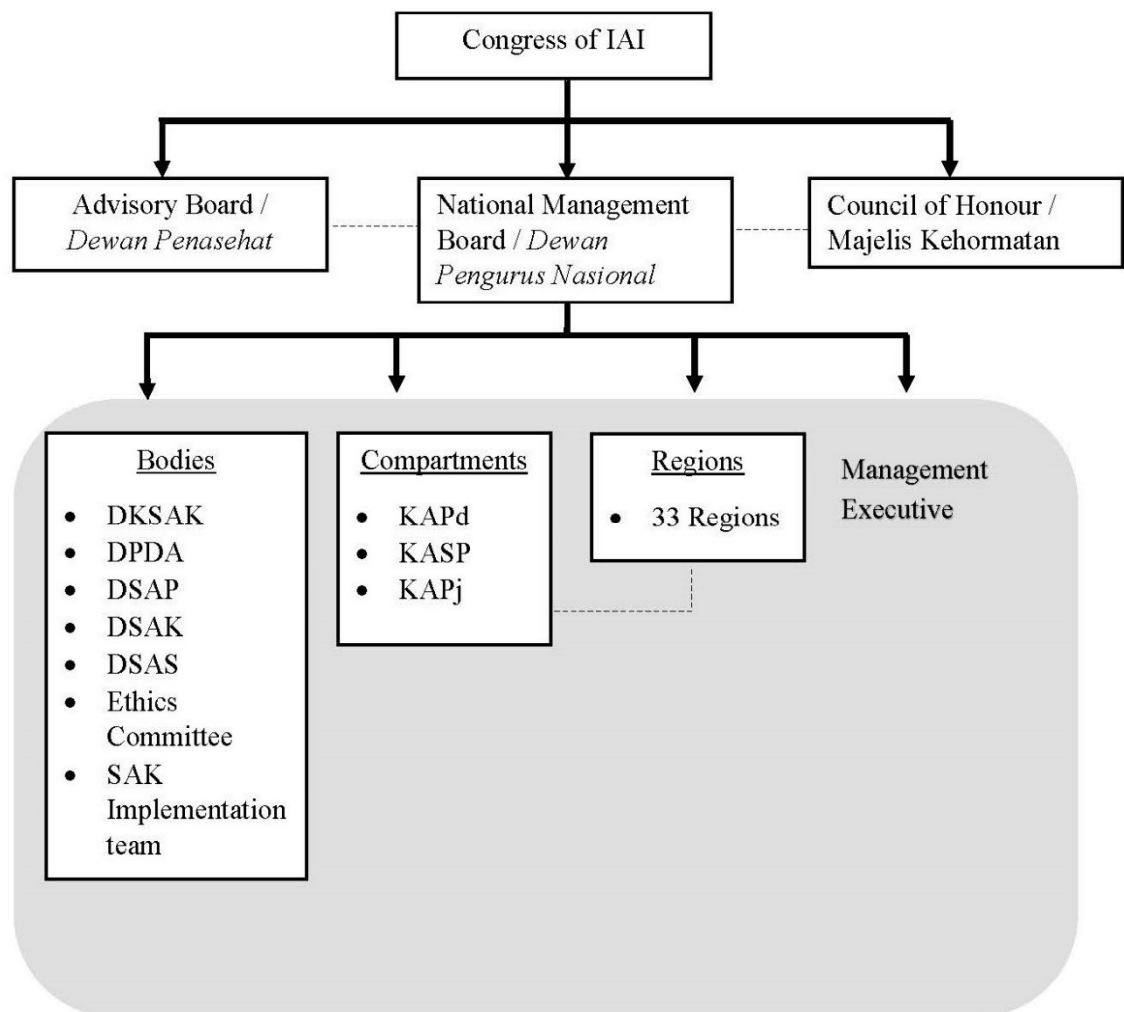 Congress of IAI
Advisory Board /
Dewan Penasehat
National Management
Board / Dewan
Pengurus Nasional
Council of Honour /
Majelis Kehormatan
Bodies
• DKSAK
• DPDA
• DSAP
• DSAK
• DSAS
• Ethics
Committee
• SAK
Implementation
team
Compartments
• KAPd
• KASP
• KAPj
Regions
• 33 Regions
Management
Executive